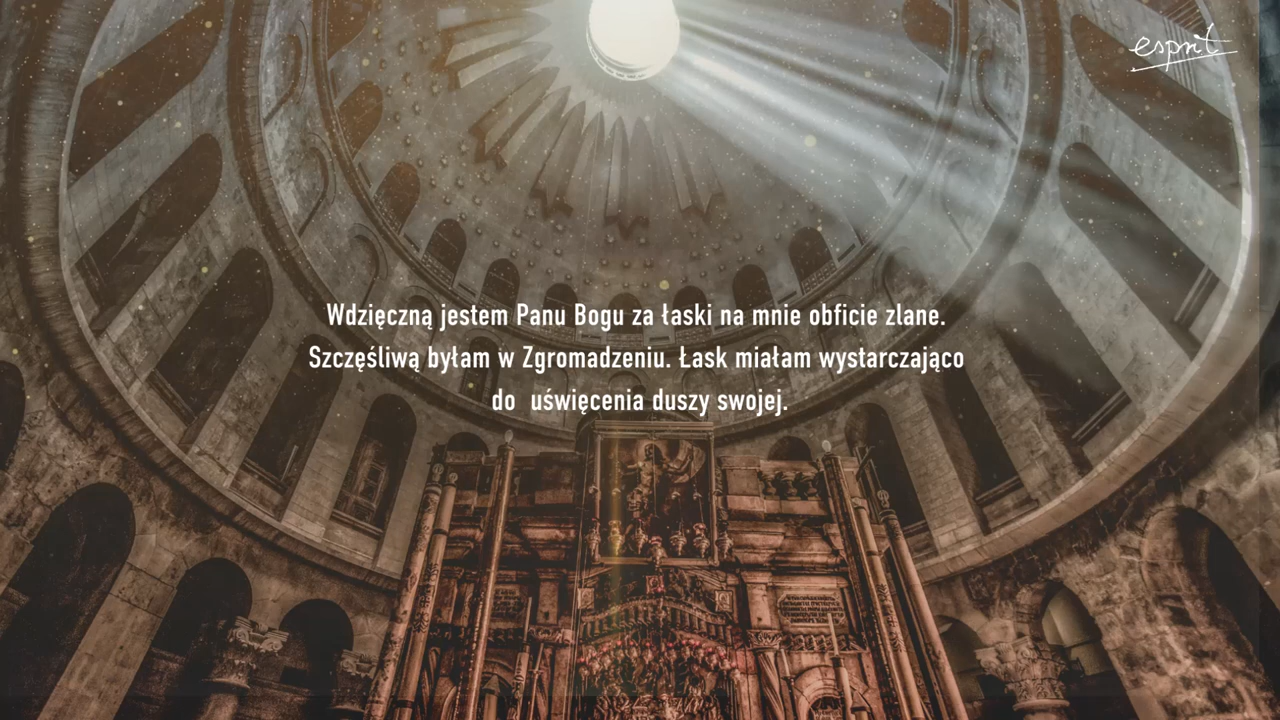 esprit
Wdzięczną jestem Panu Bogu za łaski na mnie obficie zlane.
Szczęśliwą byłam w Zgromadzeniu. Łask miałam wystarczająco
do uświęcenia duszy swojej.